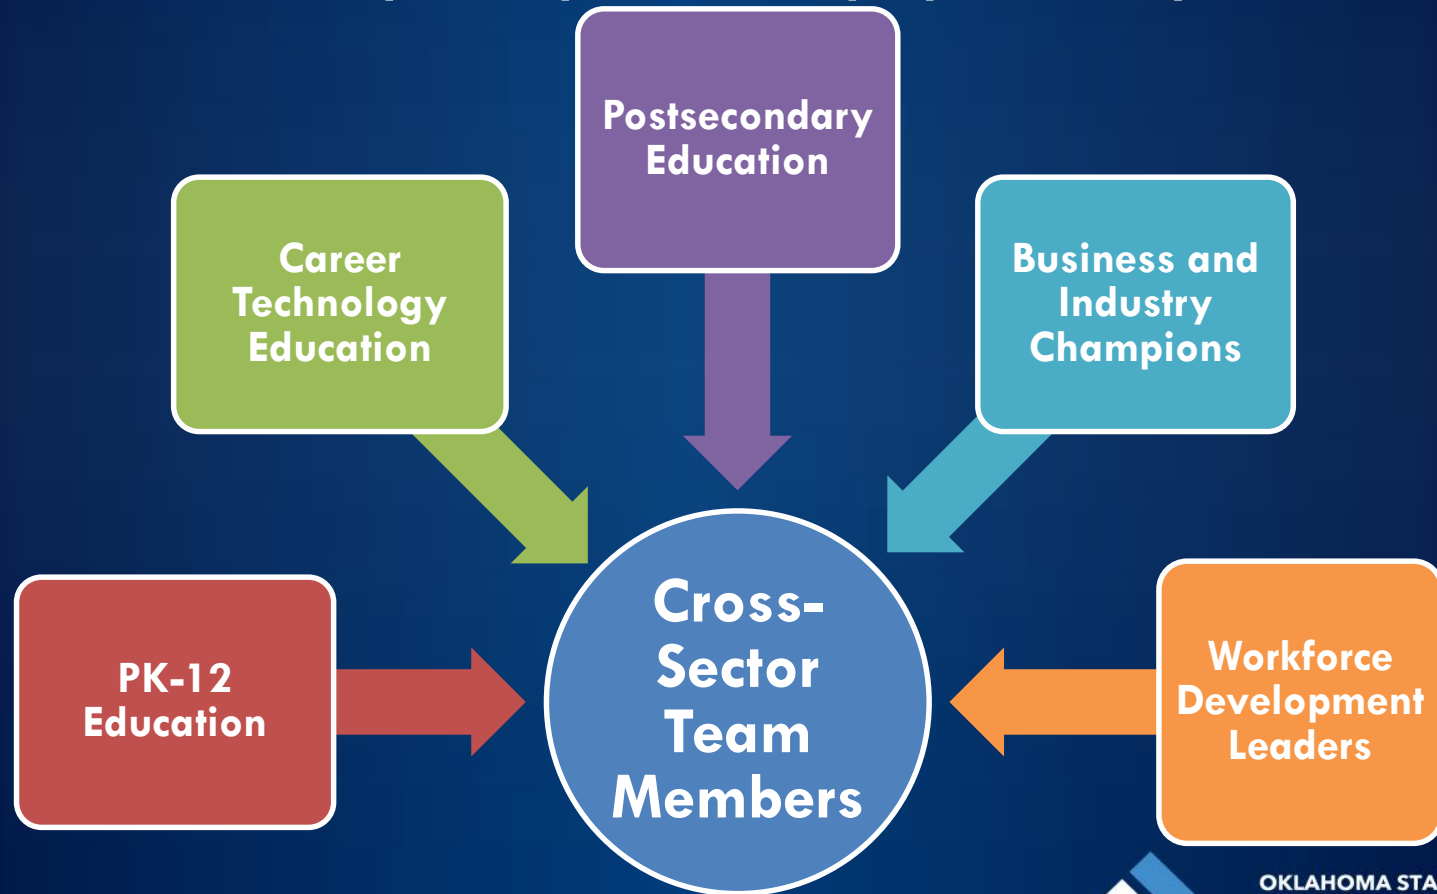 Postsecondary
Education
Career
Technology
Education
Business and
Industry
Champions
PK-12
Education
Cross-
Sector
Team
Members
Workforce
Development
Leaders
OKLAHOMA STA